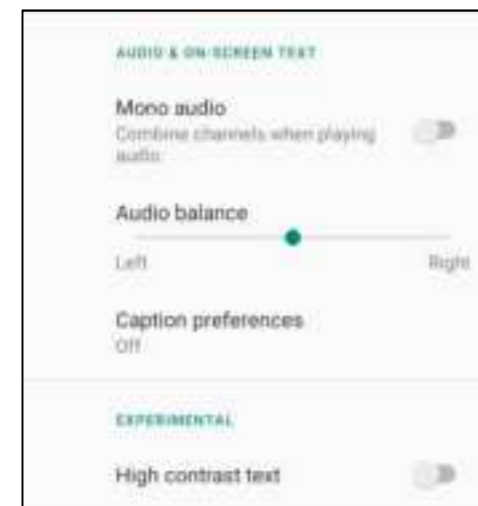 AUDIO & ON-SCREEN TEXT
Mono audio
Combine channels when playing
audio
Audio balance
Left Right
Caption preferences
Off
EXPERIMENTAL
High contrast text